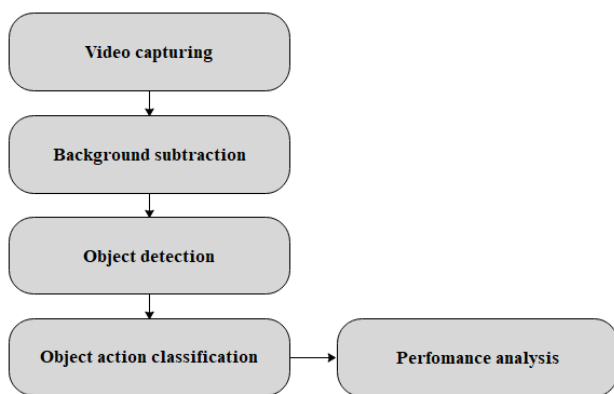 Video capturing
Background subtraction
Object detection
Object action classification
Perfomance analysis